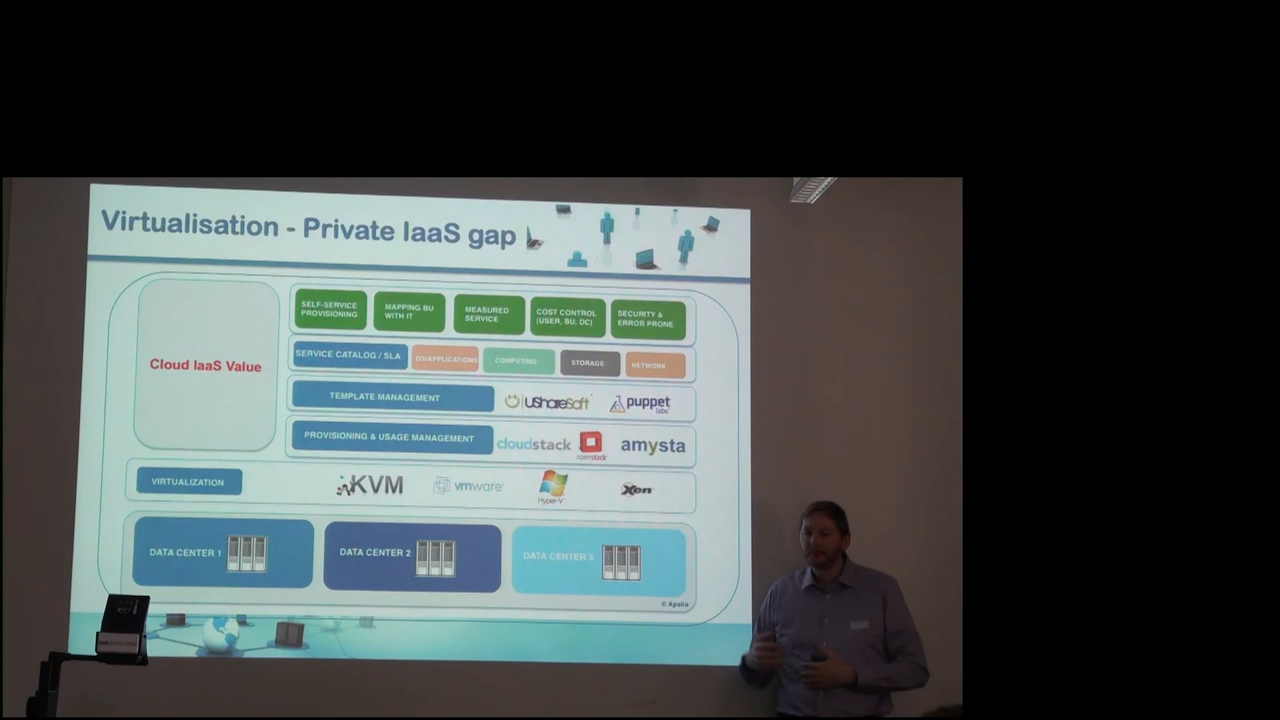 Virtualisation - Private IaaS gap
Cloud IaaS Value
SELF-SERVICE
PROVISIONING
MAPPING BU
WITH IT
MEASURED
SERVICE
COST CONTROL
(USER, BU, DC)
SECURITY &
ERROR PRONE
SERVICE CATALOG / SLA
OS/APPLICATIONS
COMPUTING
STORAGE
NETWORK
TEMPLATE MANAGEMENT
UShareSoft
puppet
labs
PROVISIONING & USAGE MANAGEMENT
cloudstack
openstack
amysta
VIRTUALIZATION
KVM
vmware
Hyper-V
Xen
DATA CENTER 1
DATA CENTER 2
DATA CENTER 3
© Apalia